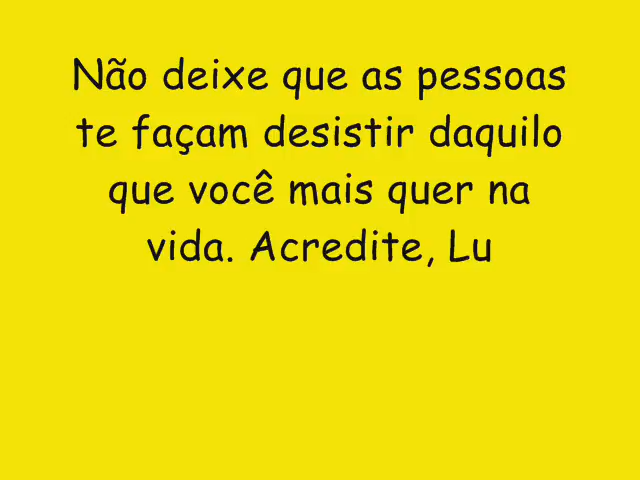 Não deixe que as pessoas
te façam desistir daquilo
que você mais quer na
vida. Acredite, Lu